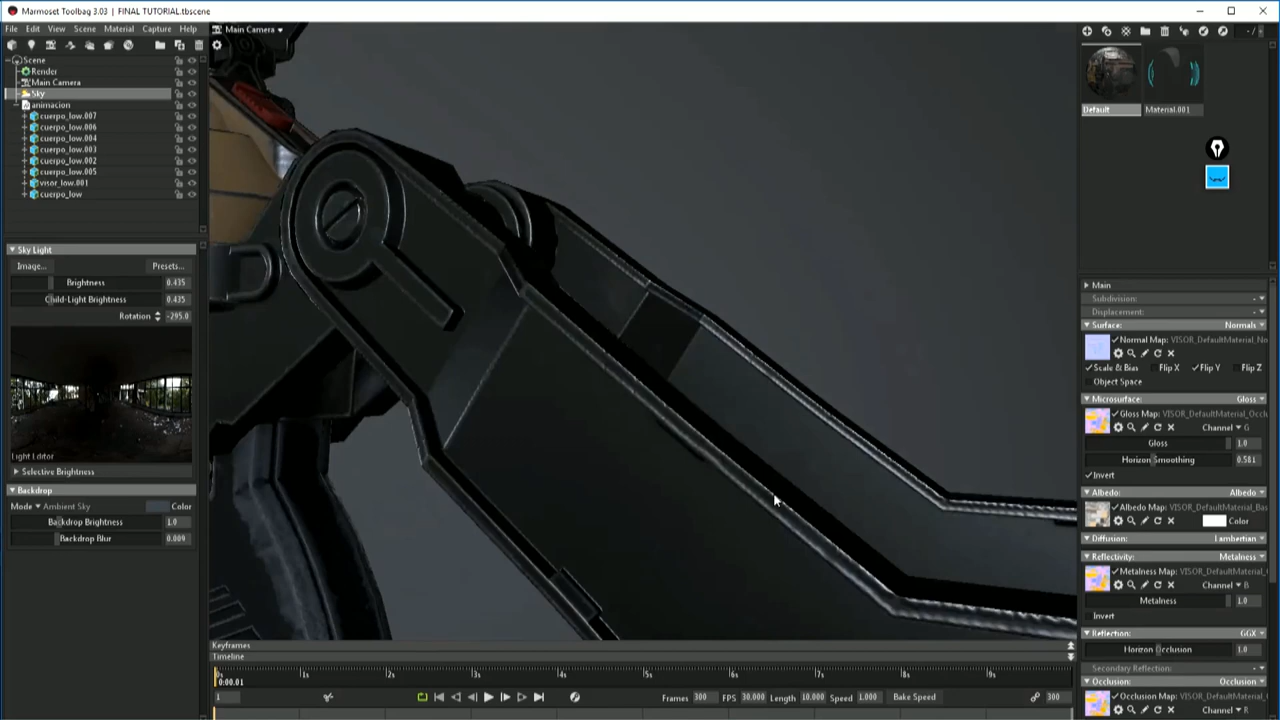 Marmoset Toolbag 3.03 | FINAL TUTORIAL.tbscene
File Edit View Scene Material Capture Help
Main Camera
Scene
Render
Main Camera
Sky
animacion
cuerpo_low.007
cuerpo_low.006
cuerpo_low.004
cuerpo_low.003
cuerpo_low.002
cuerpo_low.005
visor_low.001
cuerpo_low
Sky Light
Image... Presets...
Brightness 0.435
Child-Light Brightness 0.435
Rotation -295.0
Light Editor
Selective Brightness
Backdrop
Mode Ambient Sky Color
Backdrop Brightness 1.0
Backdrop Blur 0.009
Keyframes
Timeline
0s 1s 2s 3s 4s 5s 6s 7s 8s 9s
0:00.01
1 Frames 300 FPS 30.000 Length 10.000 Speed 1.000 Bake Speed 300
Default Material.001
Main
Subdivision: -
Displacement: -
Surface: Normals
Normal Map: VISOR_DefaultMaterial_No
Scale & Bias Flip X Flip Y Flip Z
Object Space
Microsurface: Gloss
Gloss Map: VISOR_DefaultMaterial_Occlu
Channel G
Gloss 1.0
Horizon Smoothing 0.581
Invert
Albedo: Albedo
Albedo Map: VISOR_DefaultMaterial_Bas
Color
Diffusion: Lambertian
Reflectivity: Metalness
Metalness Map: VISOR_DefaultMaterial_
Channel B
Metalness 1.0
Invert
Reflection: GGX
Horizon Occlusion 1.0
Secondary Reflection: -
Occlusion: Occlusion
Occlusion Map: VISOR_DefaultMaterial_
Channel R